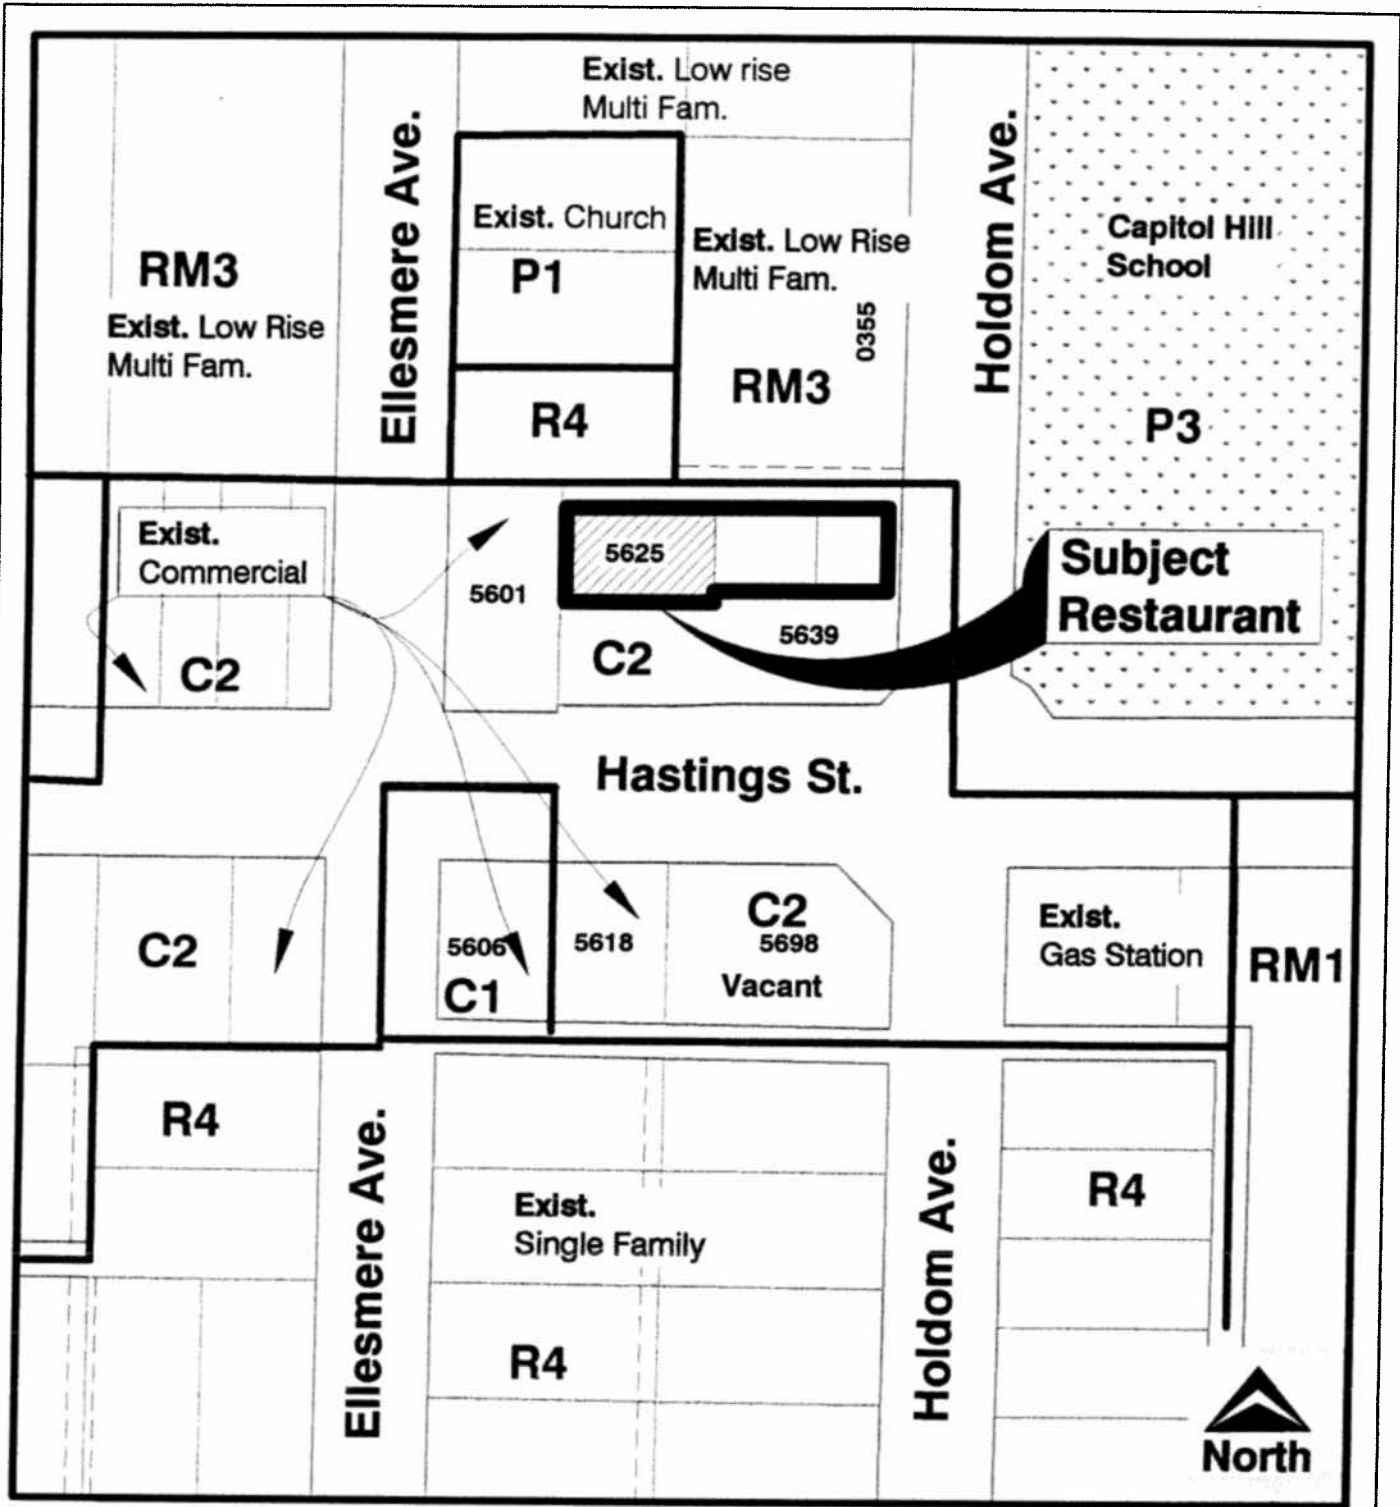 Exist. Low rise
Multi Fam.
Ellesmere Ave.
Holdom Ave.
Exist. Church
P1
Exist. Low Rise
Multi Fam.
0355
RM3
Capitol Hill
School
P3
RM3
Exist. Low Rise
Multi Fam.
R4
Exist.
Commercial
C2
5601
5625
5639
C2
Subject
Restaurant
Hastings St.
C2
5606
C1
5618
C2
5698
Vacant
Exist.
Gas Station
RM1
R4
Ellesmere Ave.
Exist.
Single Family
R4
Holdom Ave.
R4
North